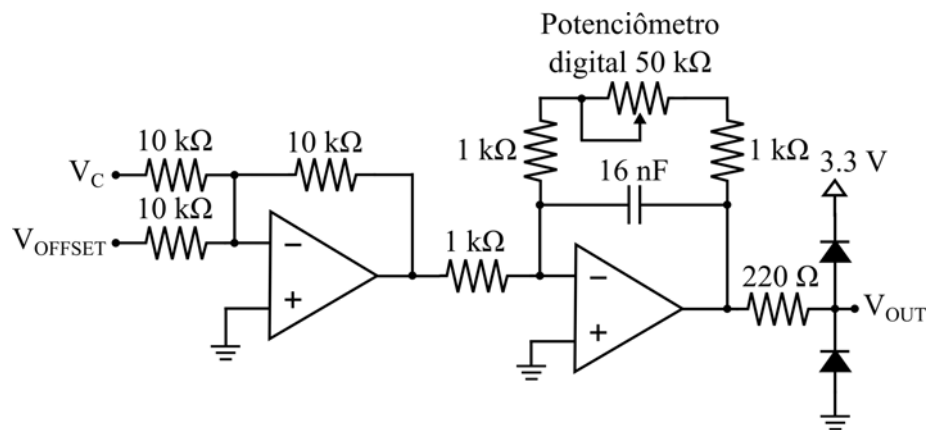 Potenciômetro
digital 50 kΩ
10 kΩ
10 kΩ
1 kΩ
1 kΩ
3.3 V
V_C
16 nF
10 kΩ
V_OFFSET
1 kΩ
220 Ω
−
+
−
+
V_OUT